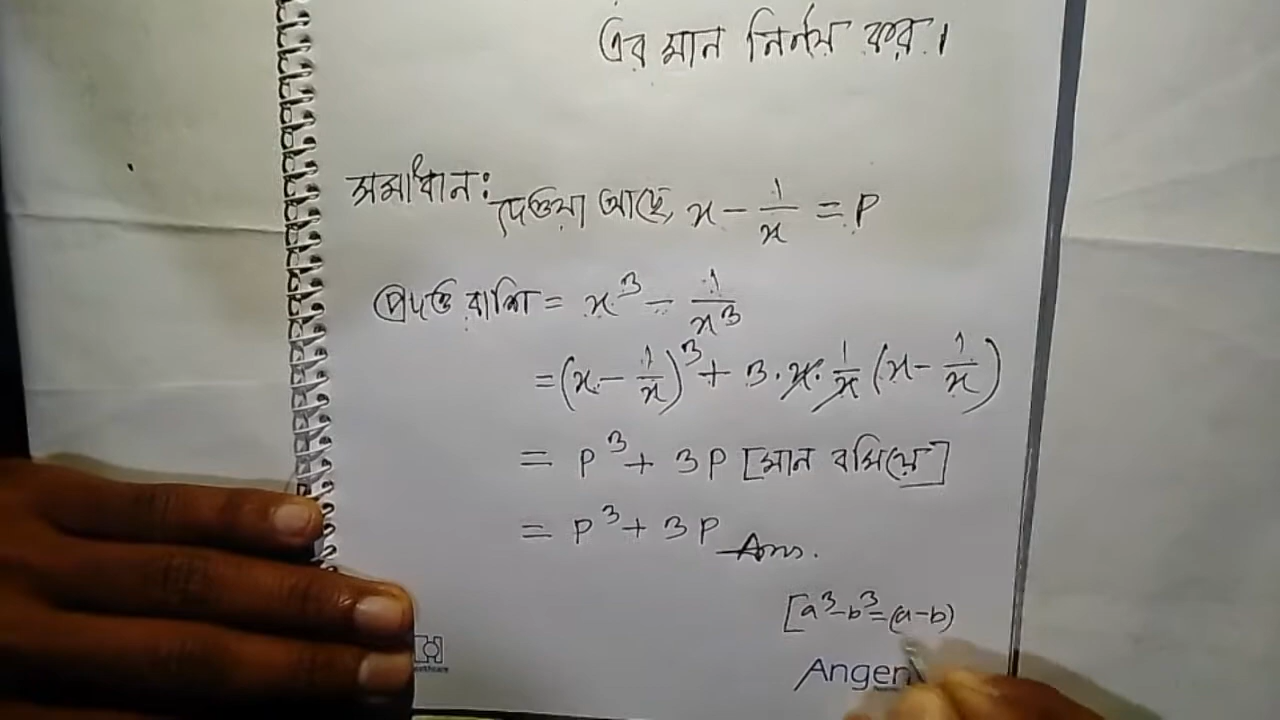 এর মান নির্নয় কর।
সমাধান: দেওয়া আছে, x - 1/x = P
প্রদত্ত রাশি = x³ - 1/x³
= (x - 1/x)³ + 3·x·1/x (x - 1/x)
= P³ + 3P [মান বসিয়ে]
= P³ + 3P Ans.
[a³-b³=(a-b)
Angen